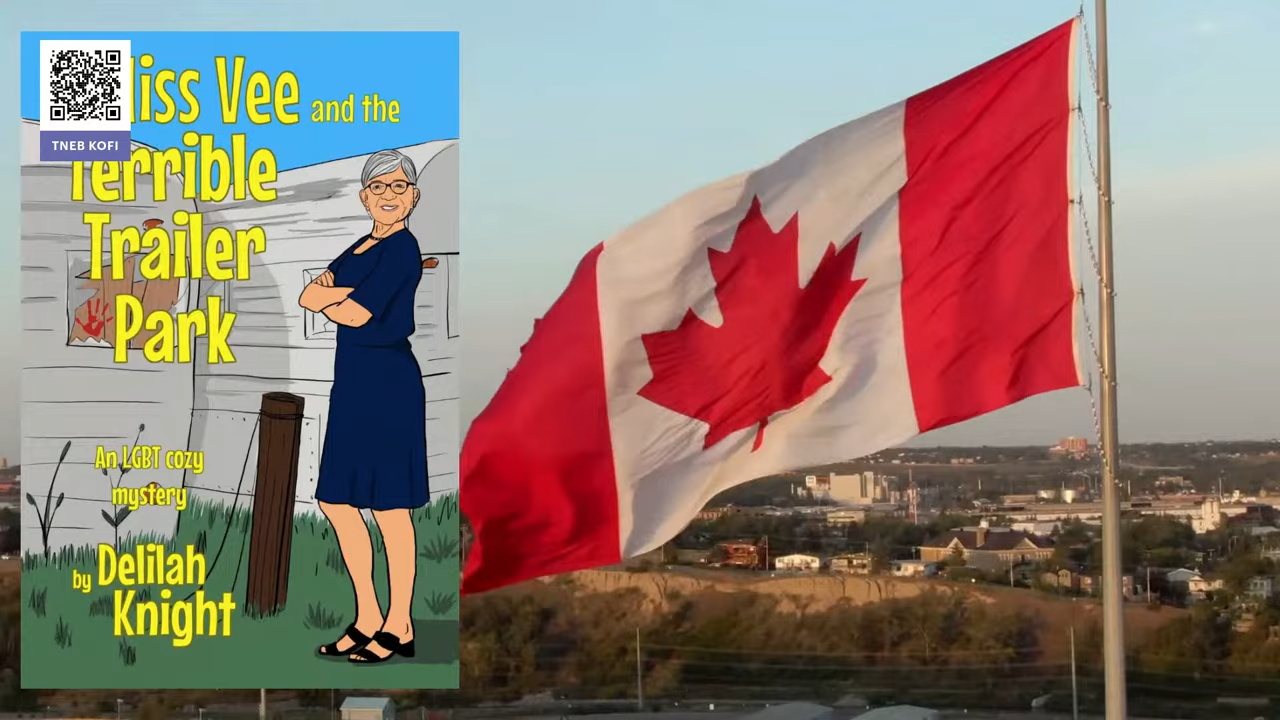 iss Vee and the
Terrible
Trailer
Park
An LGBT cozy
mystery
by Delilah
Knight
TNEB KOFI